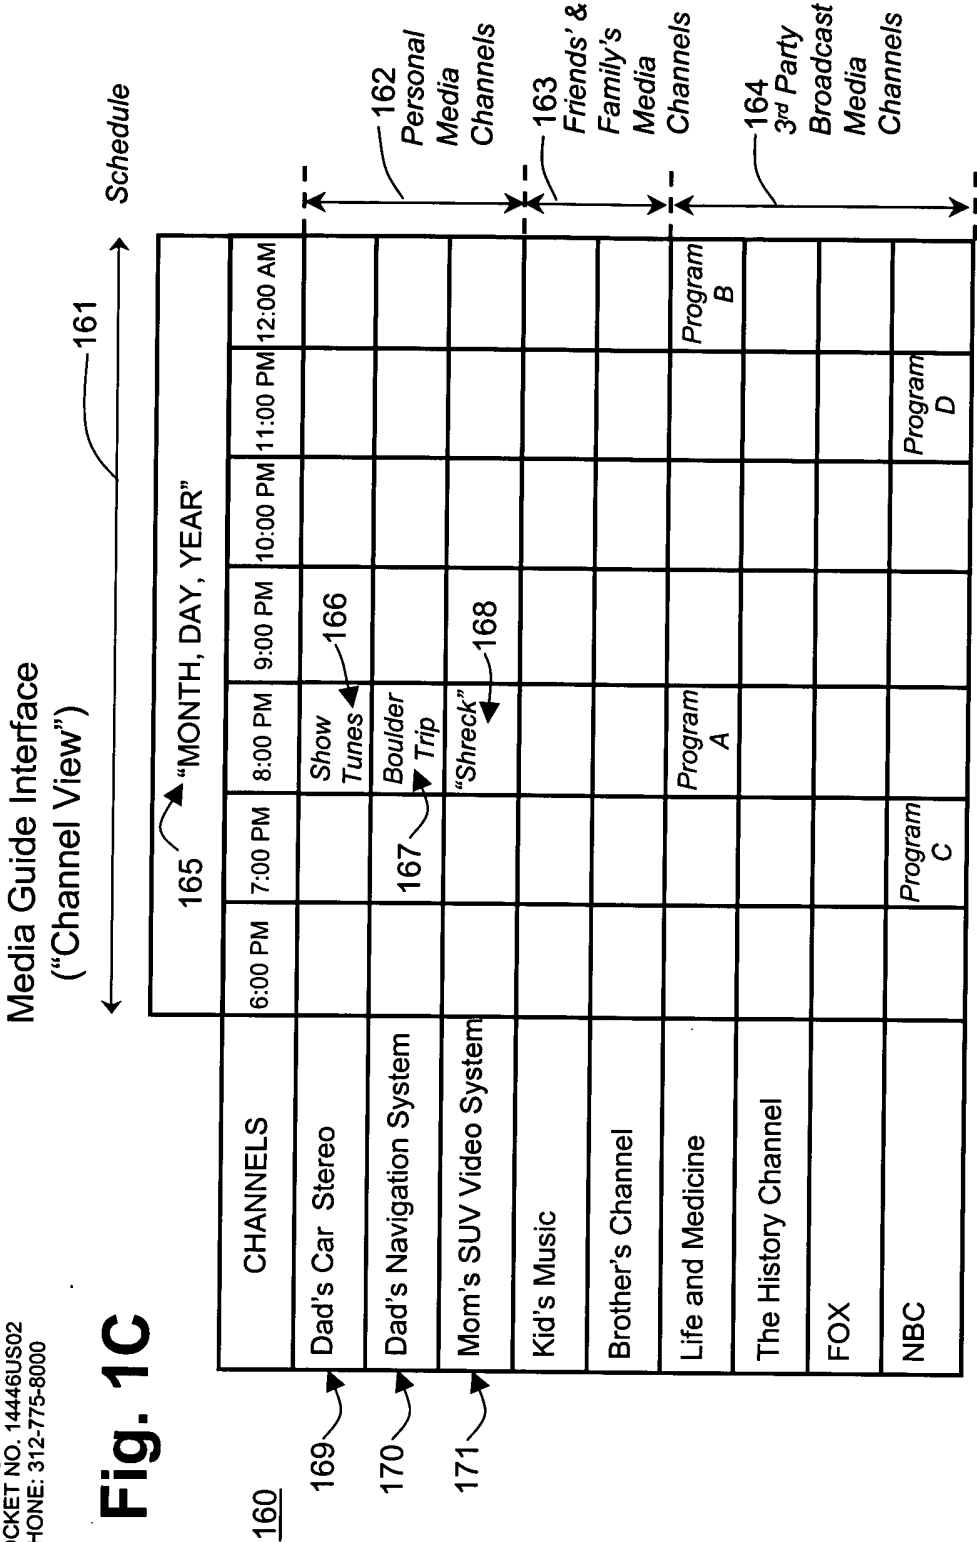 OCKET NO. 14446US02
HONE: 312-775-8000
Fig. 1C
Media Guide Interface
(“Channel View”)
161
Schedule
160
165
“MONTH, DAY, YEAR”
CHANNELS
6:00 PM
7:00 PM
8:00 PM
9:00 PM
10:00 PM
11:00 PM
12:00 AM
169
Dad’s Car Stereo
Show
Tunes
166
170
Dad’s Navigation System
167
Boulder
Trip
171
Mom’s SUV Video System
“Shreck”
168
162
Personal
Media
Channels
Kid’s Music
Brother’s Channel
163
Friends’ &
Family’s
Media
Channels
Life and Medicine
Program
A
Program
B
The History Channel
FOX
NBC
Program
C
Program
D
164
3rd Party
Broadcast
Media
Channels